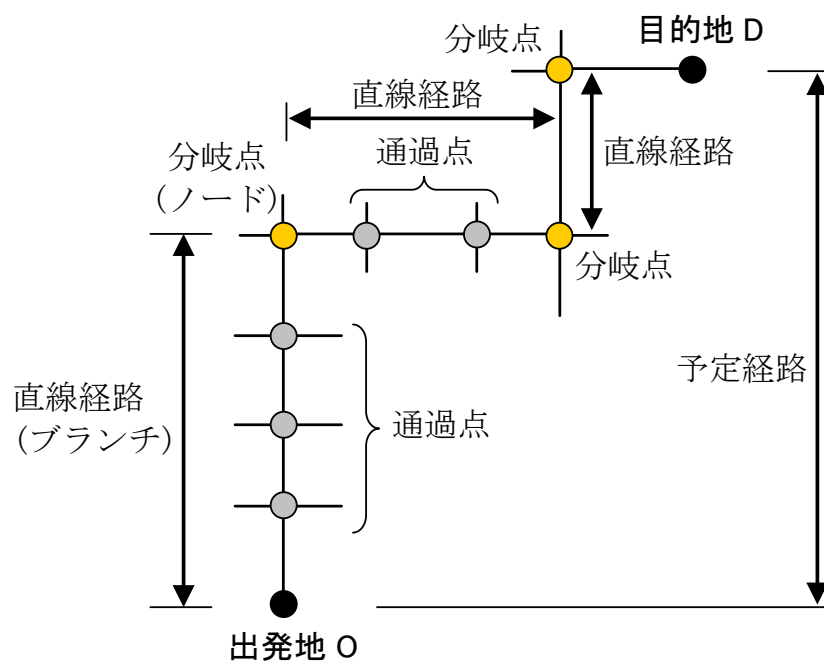 分岐点
目的地 D
直線経路
分岐点
(ノード)
通過点
直線経路
分岐点
直線経路
(ブランチ)
通過点
予定経路
出発地 O